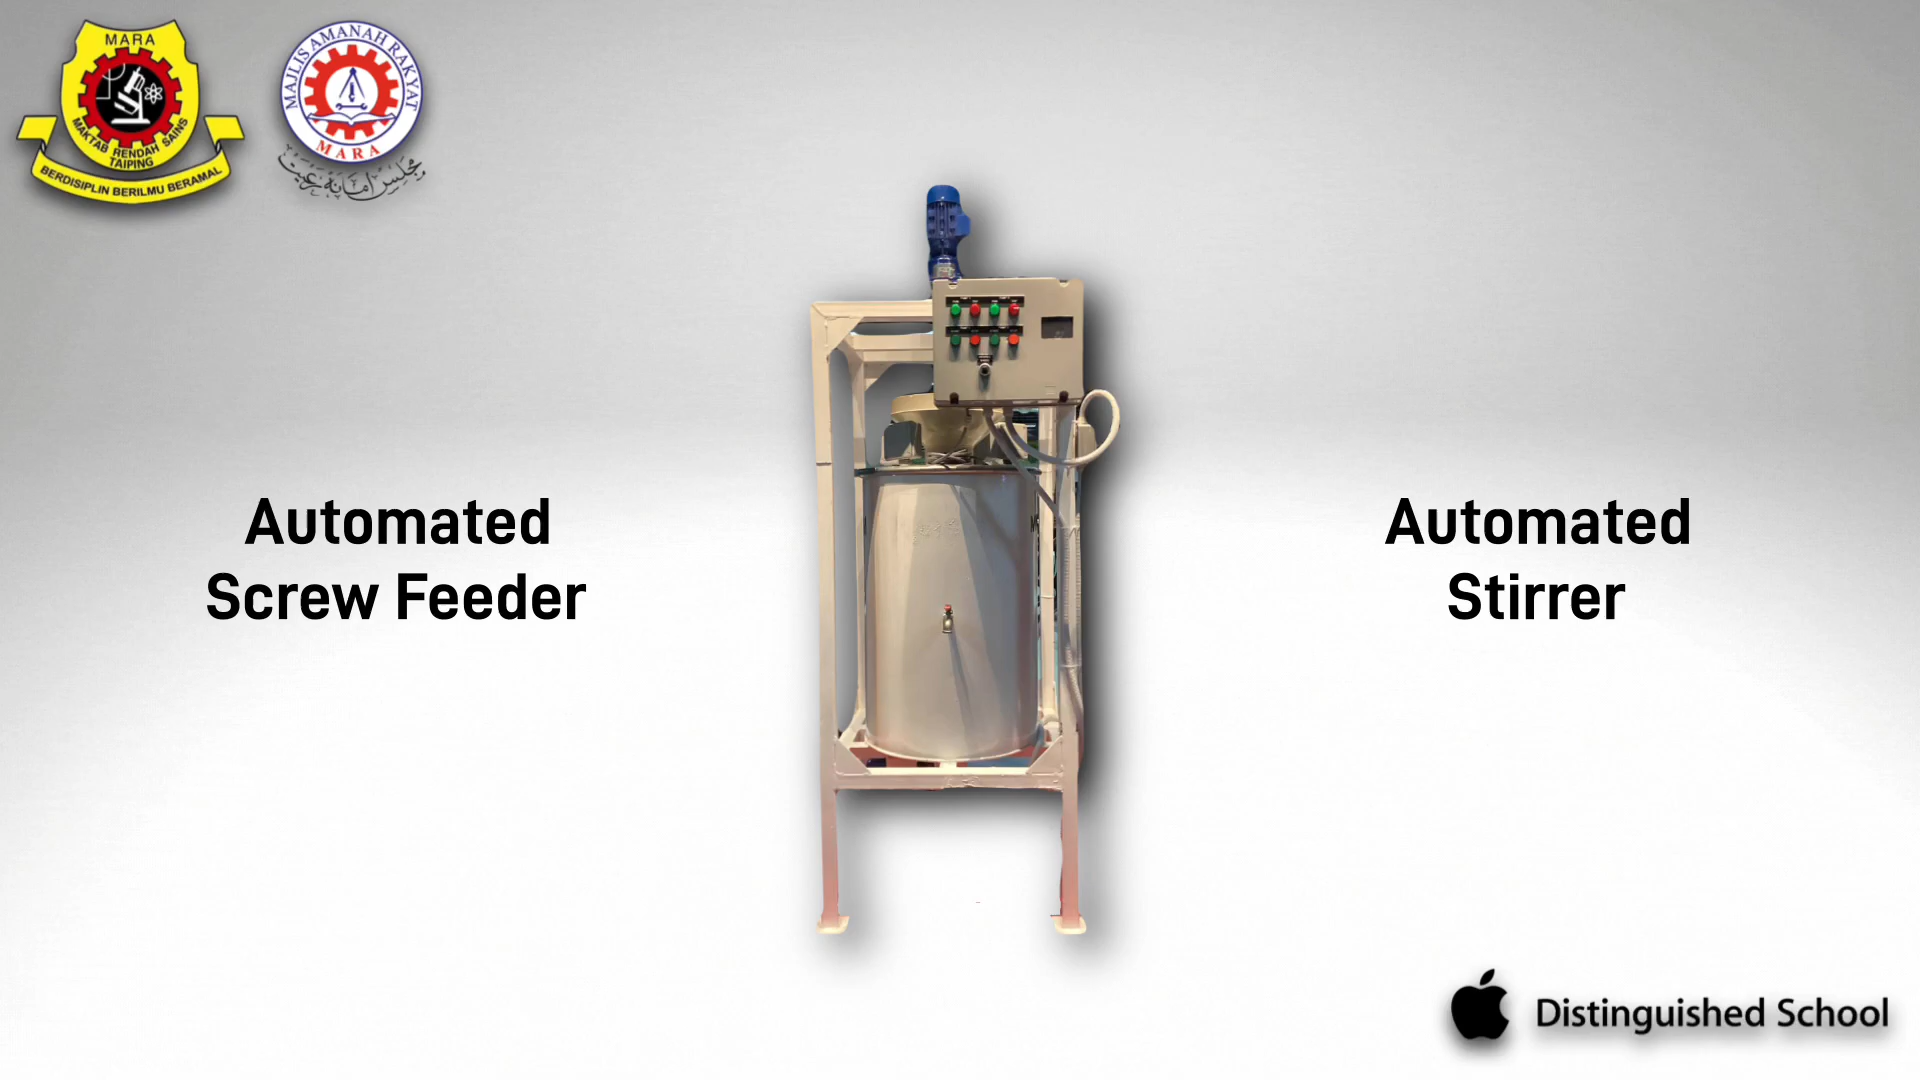 MARA
MAKTAB RENDAH SAINS
TAIPING
BERDISIPLIN BERILMU BERAMAL
MAJLIS AMANAH RAKYAT
MARA
مجليس امانه رعيت
Automated
Screw Feeder
Automated
Stirrer
Distinguished School